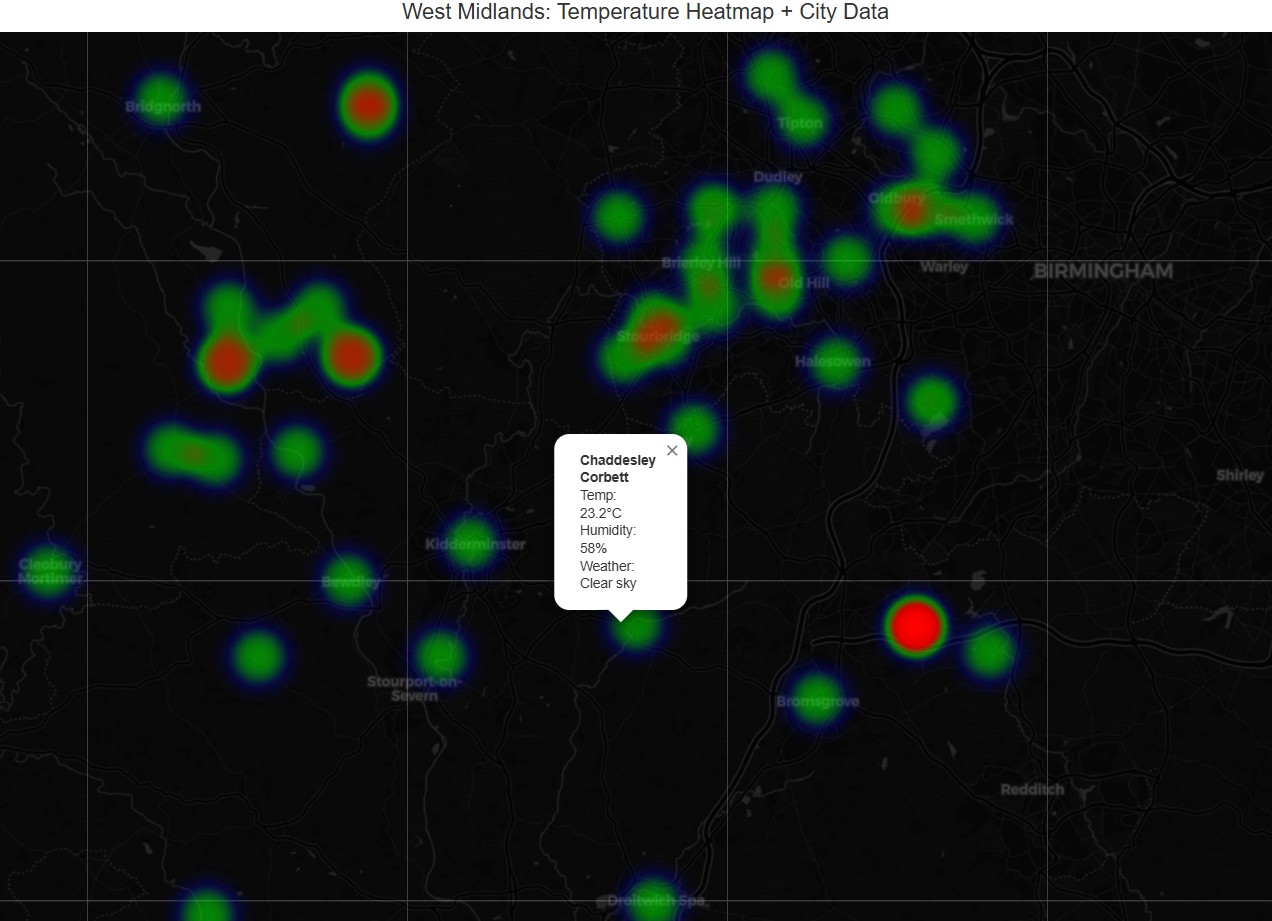 West Midlands: Temperature Heatmap + City Data
Bridgnorth
Tipton
Dudley
Oldbury
Smethwick
Brierley Hill
Warley
BIRMINGHAM
Old Hill
Stourbridge
Halesowen
×
Chaddesley
Corbett
Temp:
23.2°C
Humidity:
58%
Weather:
Clear sky
Shirley
Kidderminster
Cleobury
Mortimer
Bewdley
Stourport-on-
Severn
Bromsgrove
Redditch
Droitwich Spa